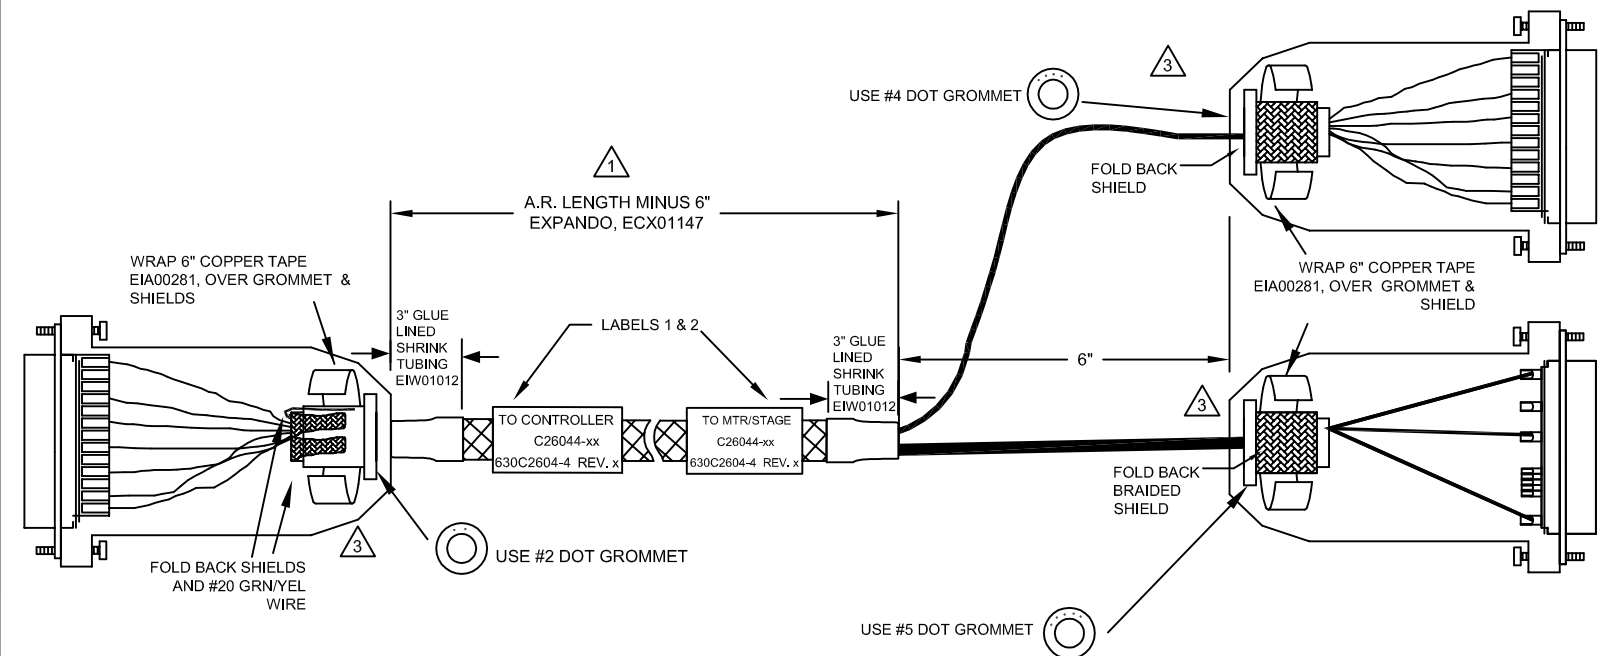 3
USE #4 DOT GROMMET
FOLD BACK
SHIELD
1
A.R. LENGTH MINUS 6"
EXPANDO, ECX01147
WRAP 6" COPPER TAPE
EIA00281, OVER GROMMET &
SHIELDS
WRAP 6" COPPER TAPE
EIA00281, OVER GROMMET &
SHIELD
3" GLUE
LINED
SHRINK
TUBING
EIW01012
LABELS 1 & 2
3" GLUE
LINED
SHRINK
TUBING
EIW01012
6"
3
TO CONTROLLER
C26044-xx
630C2604-4 REV. x
TO MTR/STAGE
C26044-xx
630C2604-4 REV. x
FOLD BACK
BRAIDED
SHIELD
3
USE #2 DOT GROMMET
FOLD BACK SHIELDS
AND #20 GRN/YEL
WIRE
USE #5 DOT GROMMET